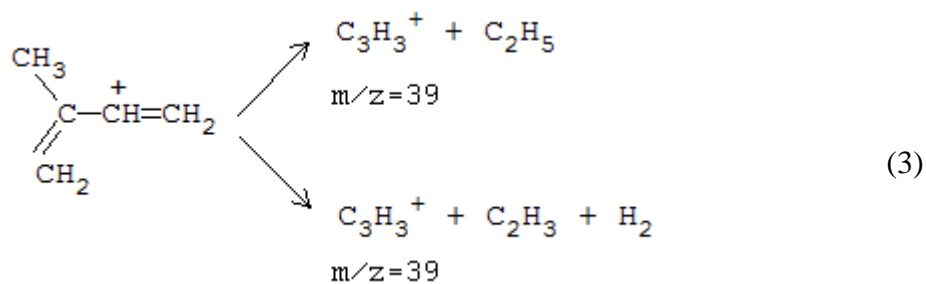 C₃H₃⁺ + C₂H₅
m/z=39
CH₃
+
C—CH=CH₂
CH₂
(3)
C₃H₃⁺ + C₂H₃ + H₂
m/z=39